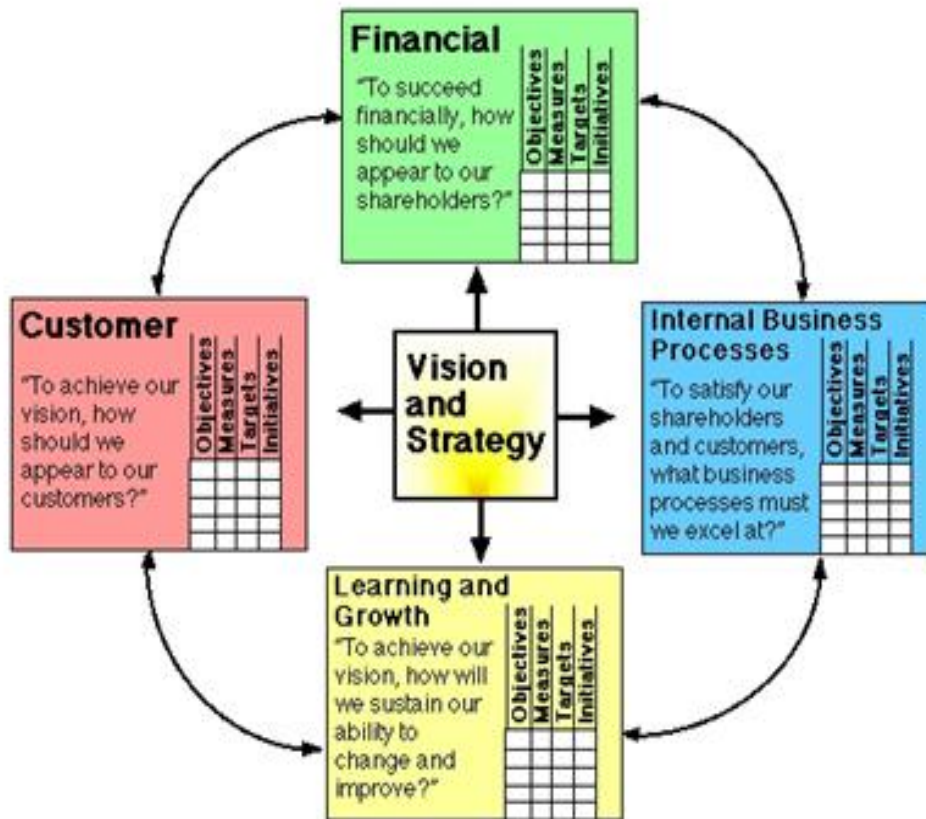 Financial
"To succeed
financially, how
should we
appear to our
shareholders?"
Objectives
Measures
Targets
Initiatives
Customer
"To achieve our
vision, how
should we
appear to our
customers?"
Objectives
Measures
Targets
Initiatives
Vision
and
Strategy
Internal Business
Processes
"To satisfy our
shareholders
and customers,
what business
processes must
we excel at?"
Objectives
Measures
Targets
Initiatives
Learning and
Growth
"To achieve our
vision, how will
we sustain our
ability to
change and
improve?"
Objectives
Measures
Targets
Initiatives